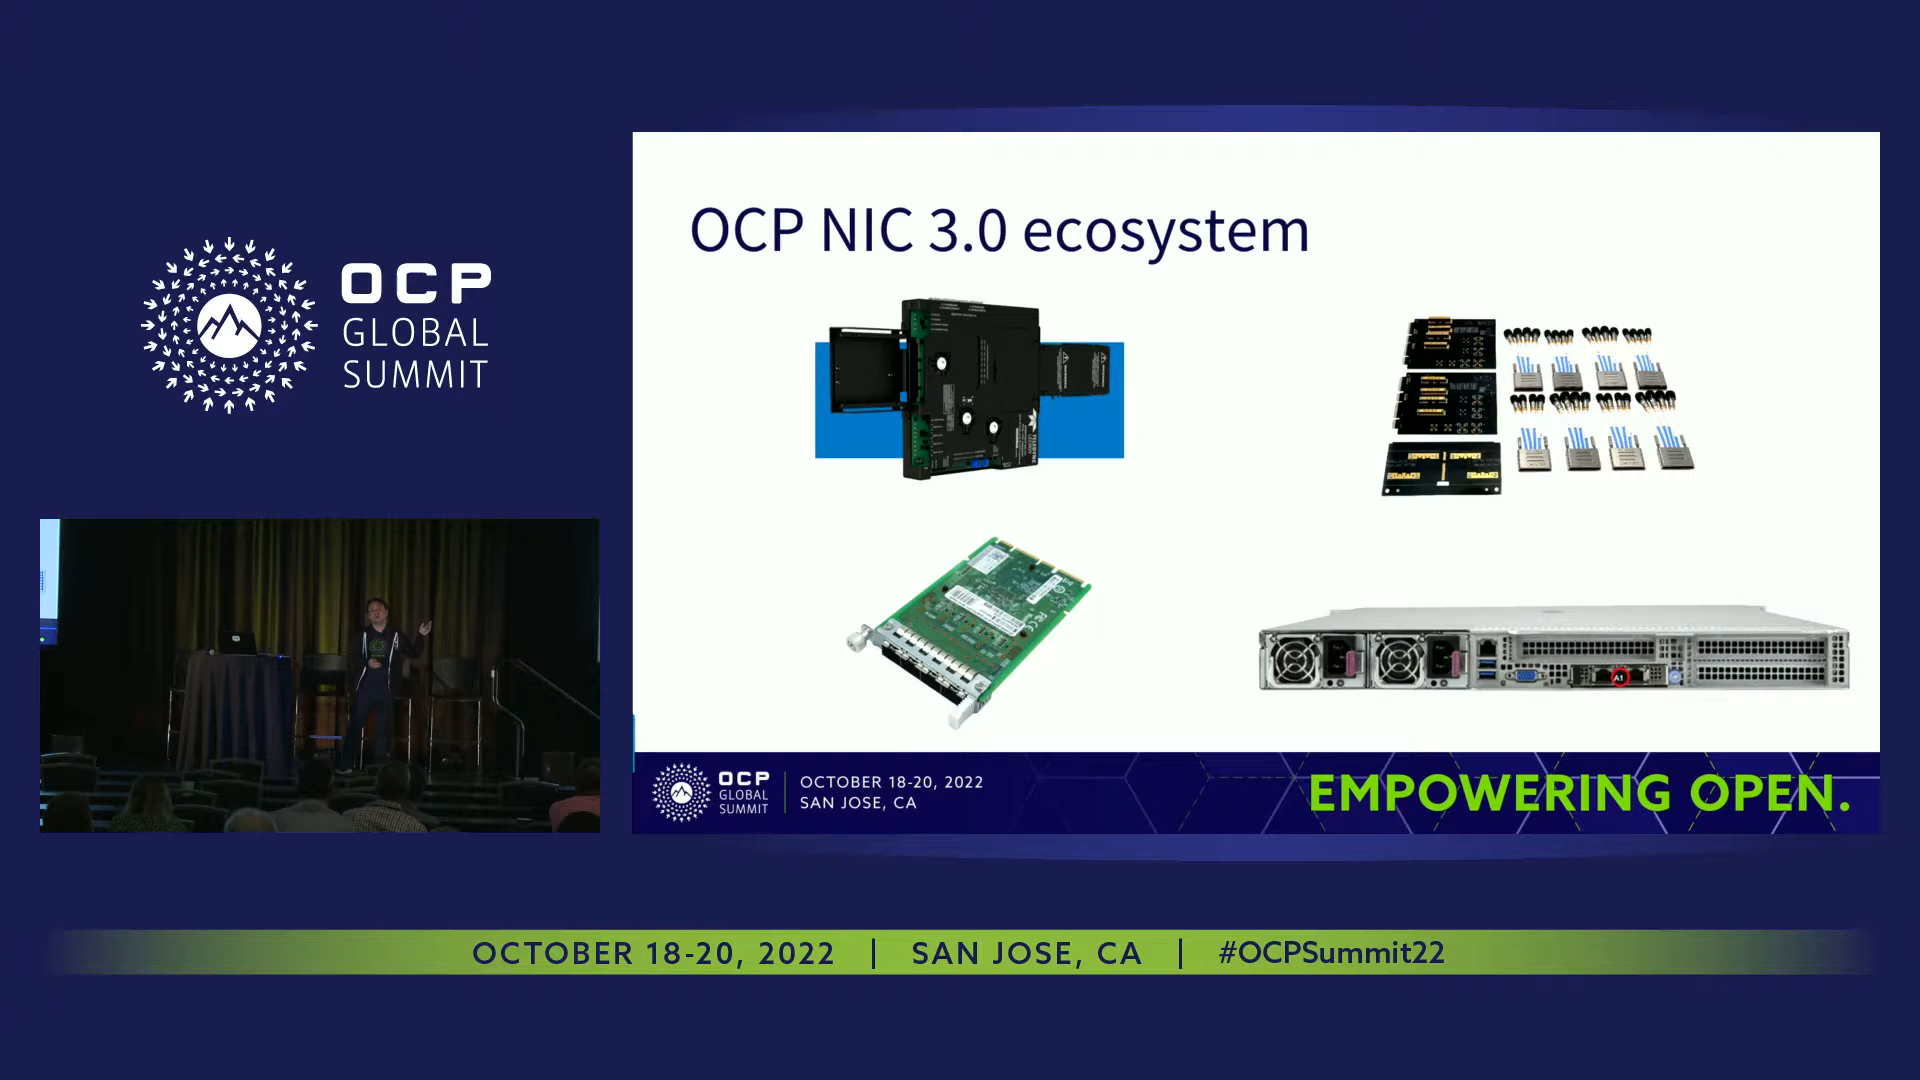 OCP
GLOBAL
SUMMIT
OCP NIC 3.0 ecosystem
A1
OCP
GLOBAL
SUMMIT
OCTOBER 18-20, 2022
SAN JOSE, CA
EMPOWERING OPEN.
OCTOBER 18-20, 2022 | SAN JOSE, CA | #OCPSummit22